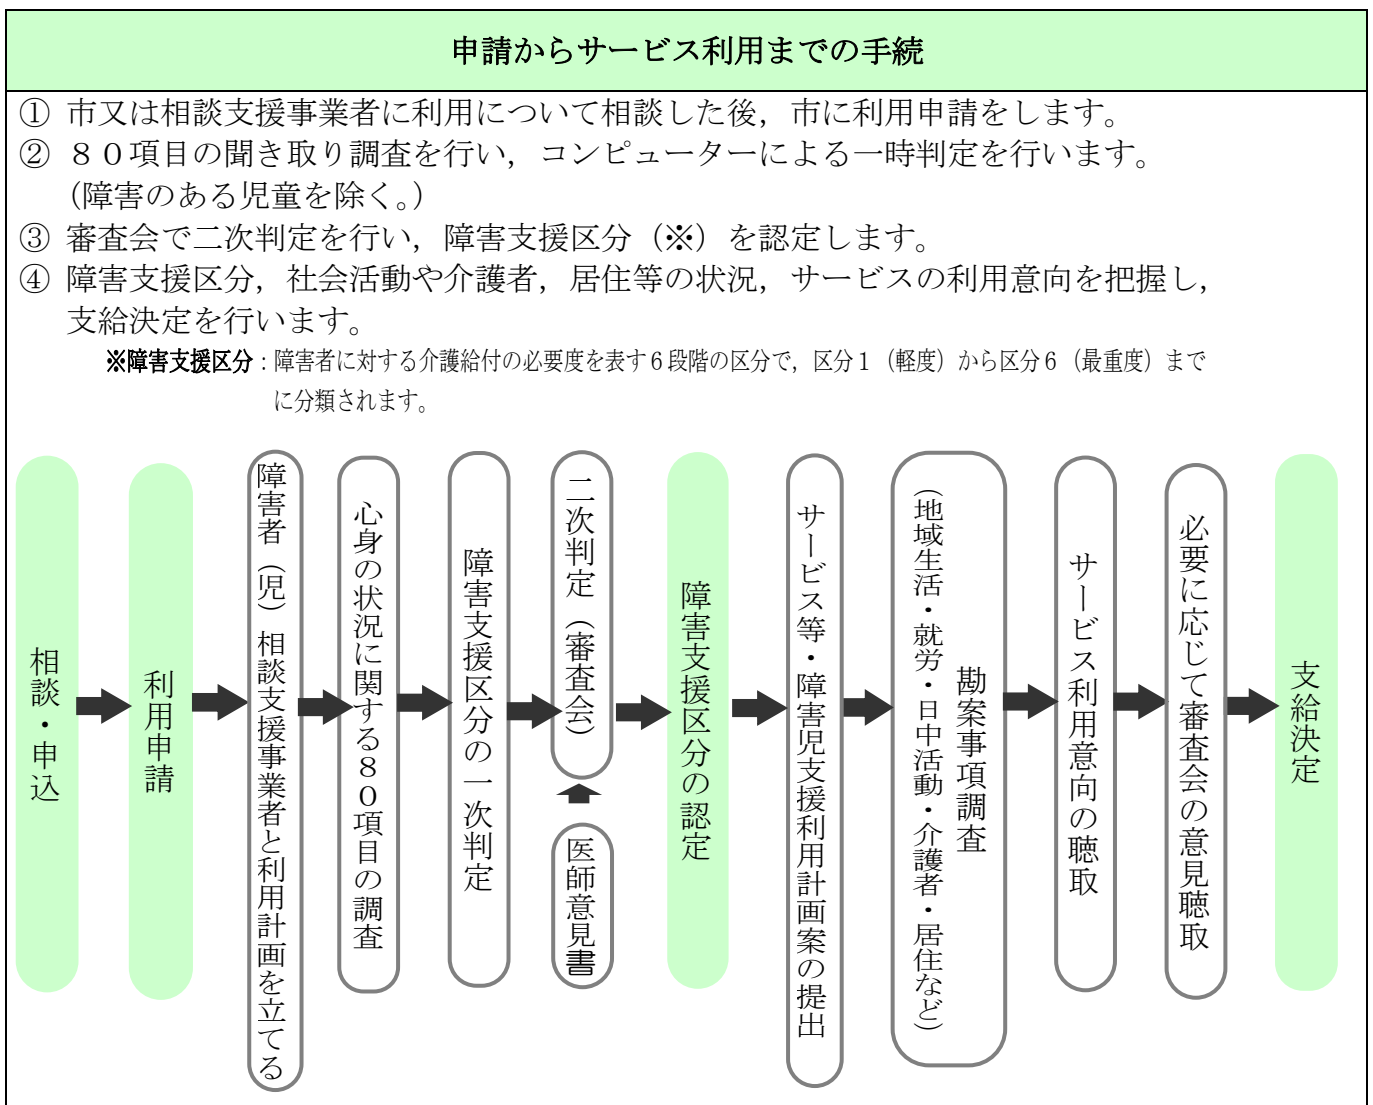 申請からサービス利用までの手続
① 市又は相談支援事業者に利用について相談した後，市に利用申請をします。
② ８０項目の聞き取り調査を行い，コンピューターによる一時判定を行います。
（障害のある児童を除く。）
③ 審査会で二次判定を行い，障害支援区分（※）を認定します。
④ 障害支援区分，社会活動や介護者，居住等の状況，サービスの利用意向を把握し，
支給決定を行います。
※障害支援区分：障害者に対する介護給付の必要度を表す６段階の区分で，区分１（軽度）から区分６（最重度）まで
に分類されます。
相談・申込
利用申請
障害者（児）相談支援事業者と利用計画を立てる
心身の状況に関する８０項目の調査
障害支援区分の一次判定
二次判定（審査会）
医師意見書
障害支援区分の認定
サービス等・障害児支援利用計画案の提出
勘案事項調査
（地域生活・就労・日中活動・介護者・居住など）
サービス利用意向の聴取
必要に応じて審査会の意見聴取
支給決定